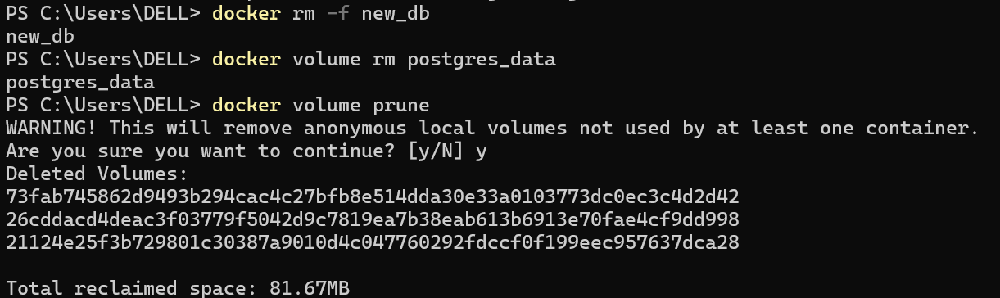 PS C:\Users\DELL> docker rm -f new_db
new_db
PS C:\Users\DELL> docker volume rm postgres_data
postgres_data
PS C:\Users\DELL> docker volume prune
WARNING! This will remove anonymous local volumes not used by at least one container.
Are you sure you want to continue? [y/N] y
Deleted Volumes:
73fab745862d9493b294cac4c27bfb8e514dda30e33a0103773dc0ec3c4d2d42
26cddacd4deac3f03779f5042d9c7819ea7b38eab613b6913e70fae4cf9dd998
21124e25f3b729801c30387a9010d4c047760292fdccf0f199eec957637dca28
Total reclaimed space: 81.67MB